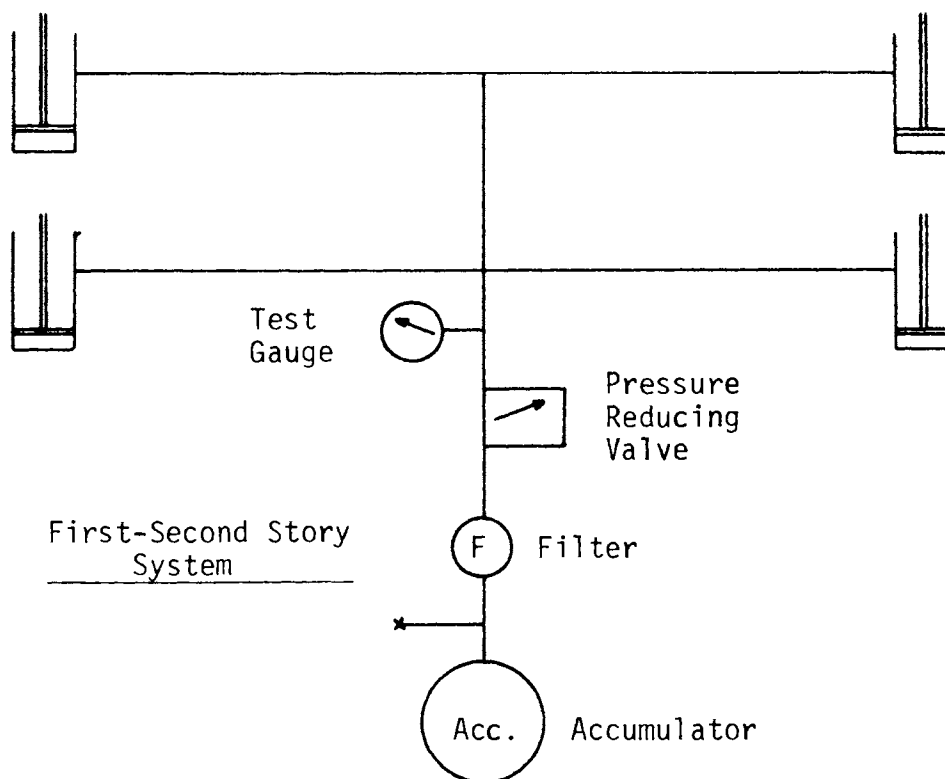 Test
Gauge
Pressure
Reducing
Valve
First-Second Story
System
F
Filter
Acc.
Accumulator